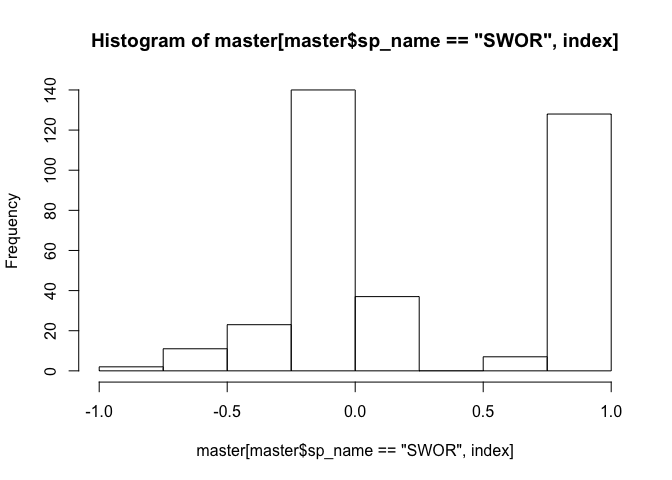 Histogram of master[master$sp_name == "SWOR", index]
Frequency
140
120
100
80
60
40
20
0
-1.0 -0.5 0.0 0.5 1.0
master[master$sp_name == "SWOR", index]